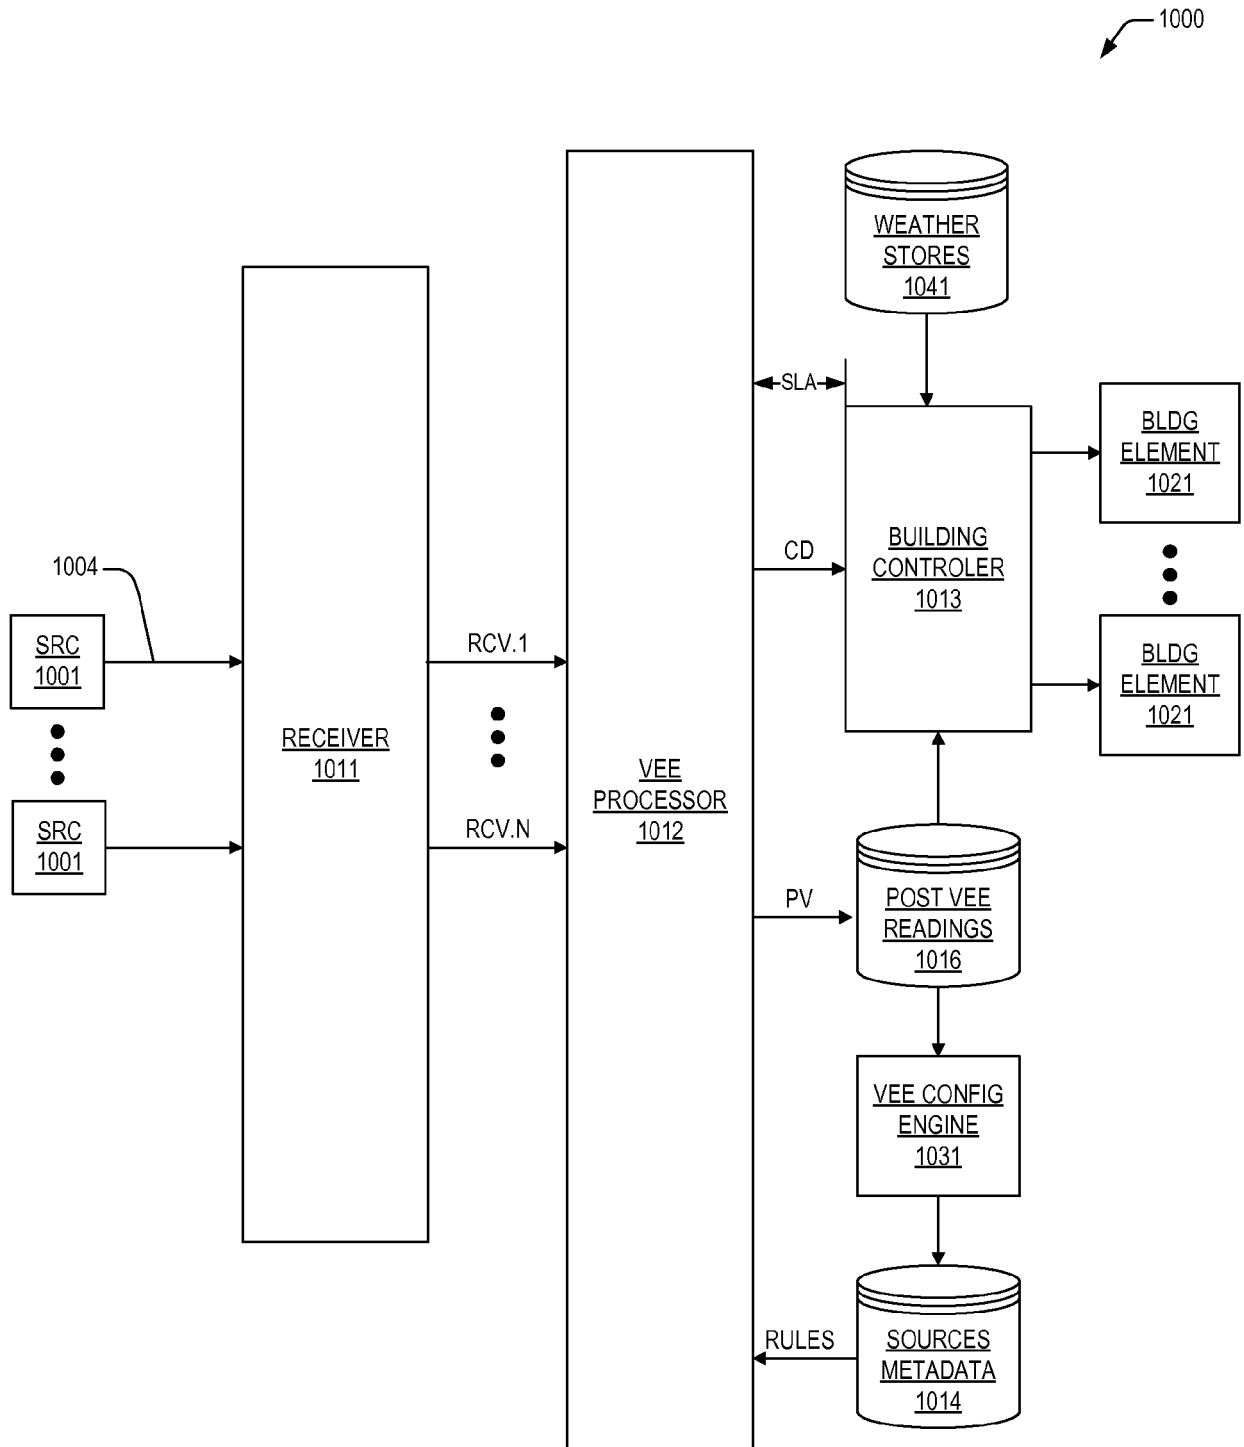 1000
WEATHER
STORES
1041
SLA
BLDG
ELEMENT
1021
BUILDING
CONTROLER
1013
CD
1004
SRC
1001
RCV.1
BLDG
ELEMENT
1021
RECEIVER
1011
VEE
PROCESSOR
1012
SRC
1001
RCV.N
PV
POST VEE
READINGS
1016
VEE CONFIG
ENGINE
1031
RULES
SOURCES
METADATA
1014